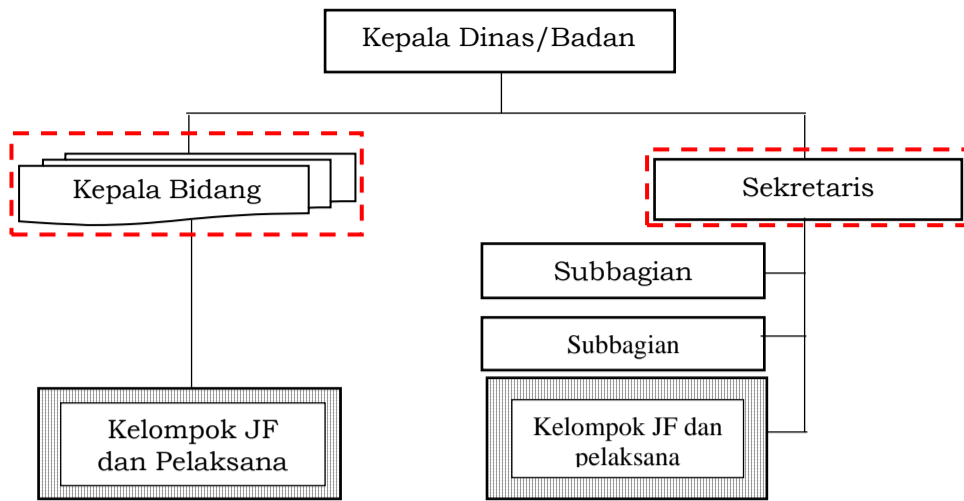 Kepala Dinas/Badan
Kepala Bidang
Sekretaris
Subbagian
Subbagian
Kelompok JF
dan Pelaksana
Kelompok JF dan
pelaksana